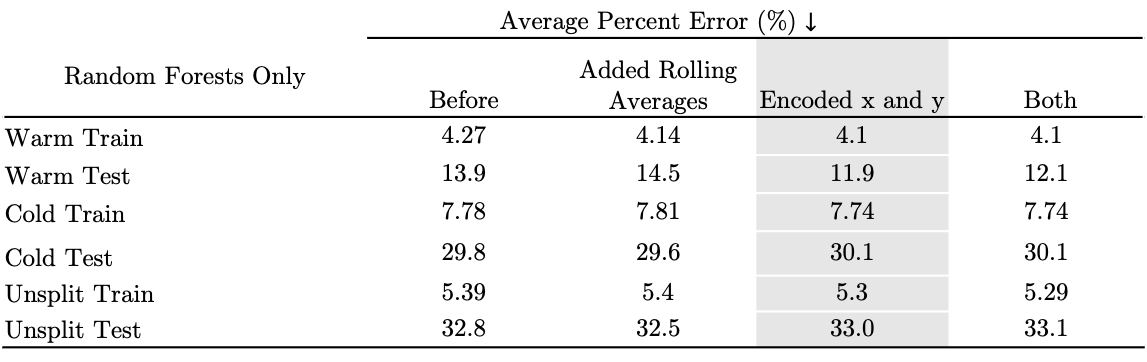 Average Percent Error (%) ↓
Random Forests Only Before Added Rolling Averages Encoded x and y Both
Warm Train 4.27 4.14 4.1 4.1
Warm Test 13.9 14.5 11.9 12.1
Cold Train 7.78 7.81 7.74 7.74
Cold Test 29.8 29.6 30.1 30.1
Unsplit Train 5.39 5.4 5.3 5.29
Unsplit Test 32.8 32.5 33.0 33.1